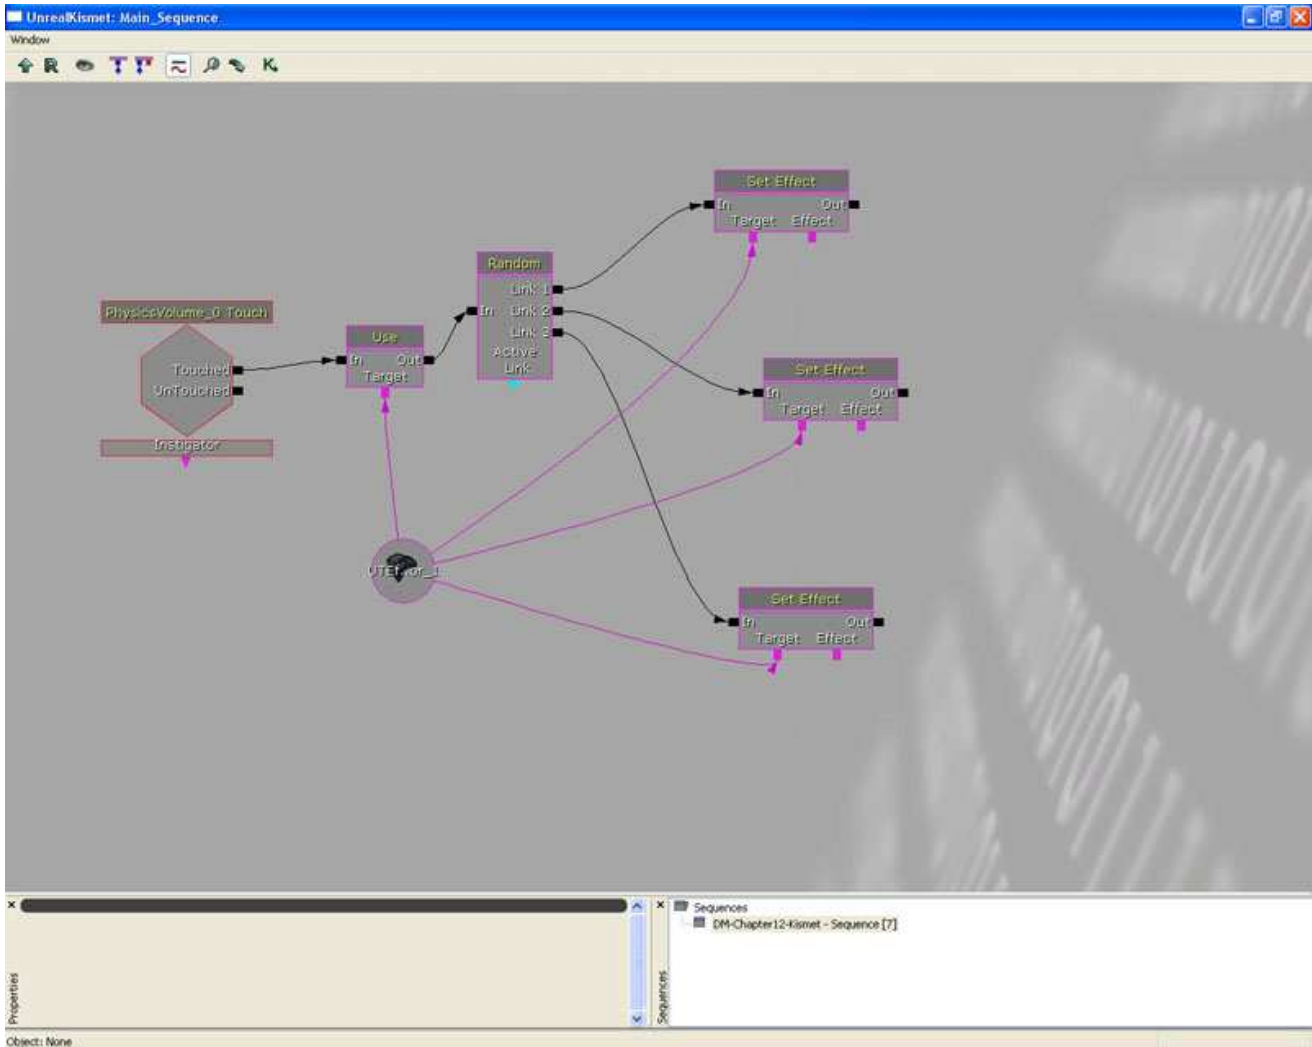 UnrealKismet: Main_Sequence
Window
Set Effect
In Out
Target Effect
Random
Link 1
In Link 2
Link 3
Active
Link
PhysicsVolume_0 Touch
Touched
UnTouched
Instigator
Use
In Out
Target
Set Effect
In Out
Target Effect
Set Effect
In Out
Target Effect
Properties
Sequences
Sequences
DM-Chapter12-Kismet - Sequence [7]
Object: None